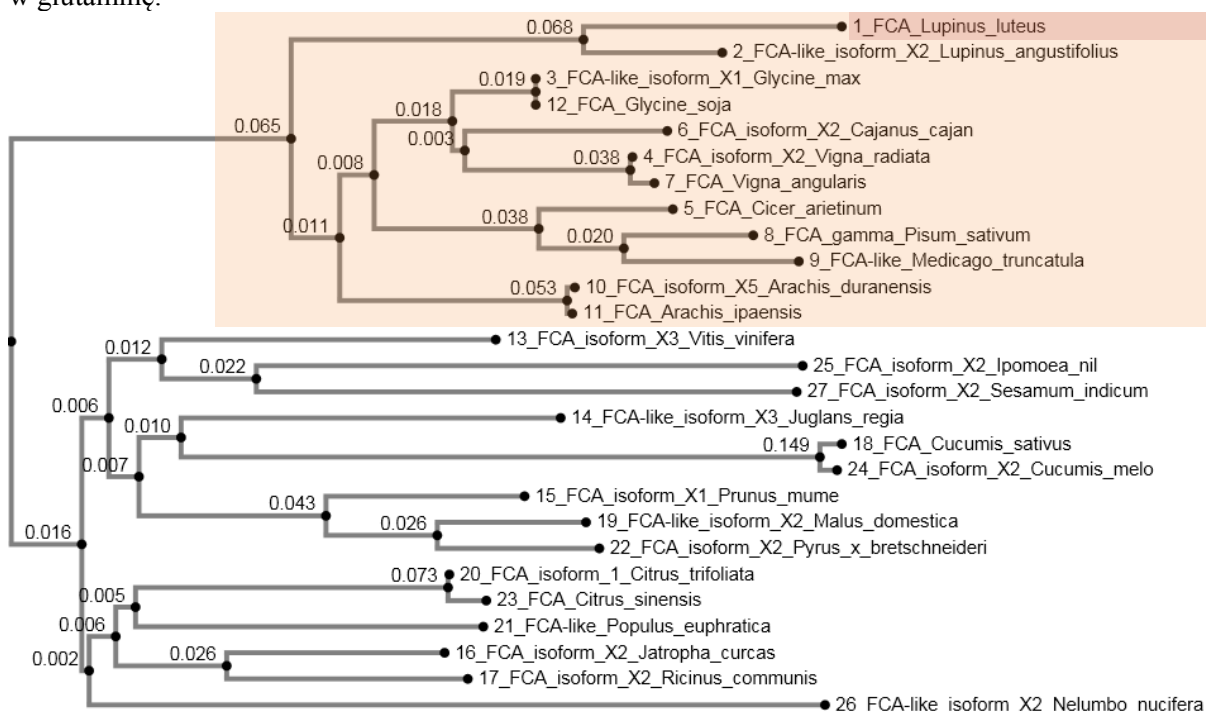 w glutaminę.
0.068
1_FCA_Lupinus_luteus
2_FCA-like_isoform_X2_Lupinus_angustifolius
0.019
3_FCA-like_isoform_X1_Glycine_max
12_FCA_Glycine_soja
0.018
0.065
0.003
6_FCA_isoform_X2_Cajanus_cajan
0.008
0.038
4_FCA_isoform_X2_Vigna_radiata
7_FCA_Vigna_angularis
0.011
0.038
5_FCA_Cicer_arietinum
0.020
8_FCA_gamma_Pisum_sativum
9_FCA-like_Medicago_truncatula
0.053
10_FCA_isoform_X5_Arachis_duranensis
11_FCA_Arachis_ipaensis
0.012
13_FCA_isoform_X3_Vitis_vinifera
0.022
25_FCA_isoform_X2_Ipomoea_nil
27_FCA_isoform_X2_Sesamum_indicum
0.006
0.010
14_FCA-like_isoform_X3_Juglans_regia
0.149
18_FCA_Cucumis_sativus
0.007
24_FCA_isoform_X2_Cucumis_melo
0.043
15_FCA_isoform_X1_Prunus_mume
0.026
19_FCA-like_isoform_X2_Malus_domestica
0.016
22_FCA_isoform_X2_Pyrus_x_bretschneideri
0.073
20_FCA_isoform_1_Citrus_trifoliata
0.005
23_FCA_Citrus_sinensis
0.006
21_FCA-like_Populus_euphratica
0.002
0.026
16_FCA_isoform_X2_Jatropha_curcas
17_FCA_isoform_X2_Ricinus_communis
26_FCA-like_isoform_X2_Nelumbo_nucifera